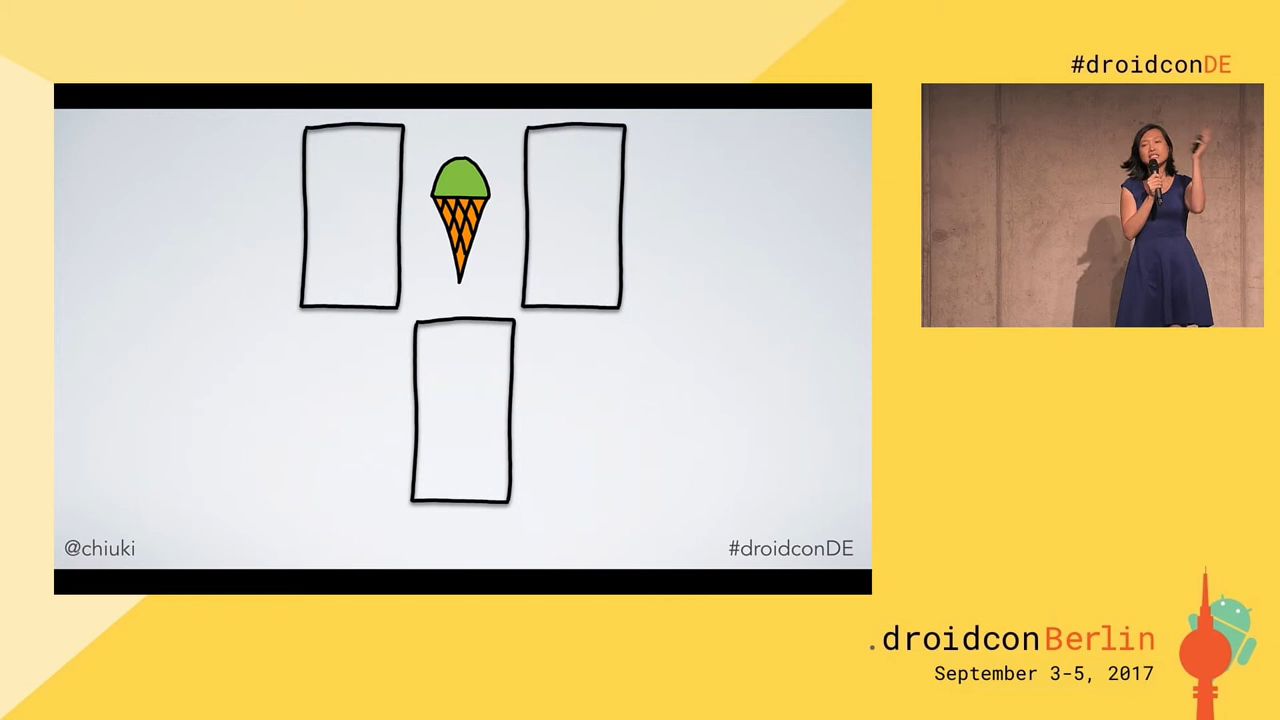 #droidconDE
@chiuki
#droidconDE
.droidconBerlin
September 3-5, 2017